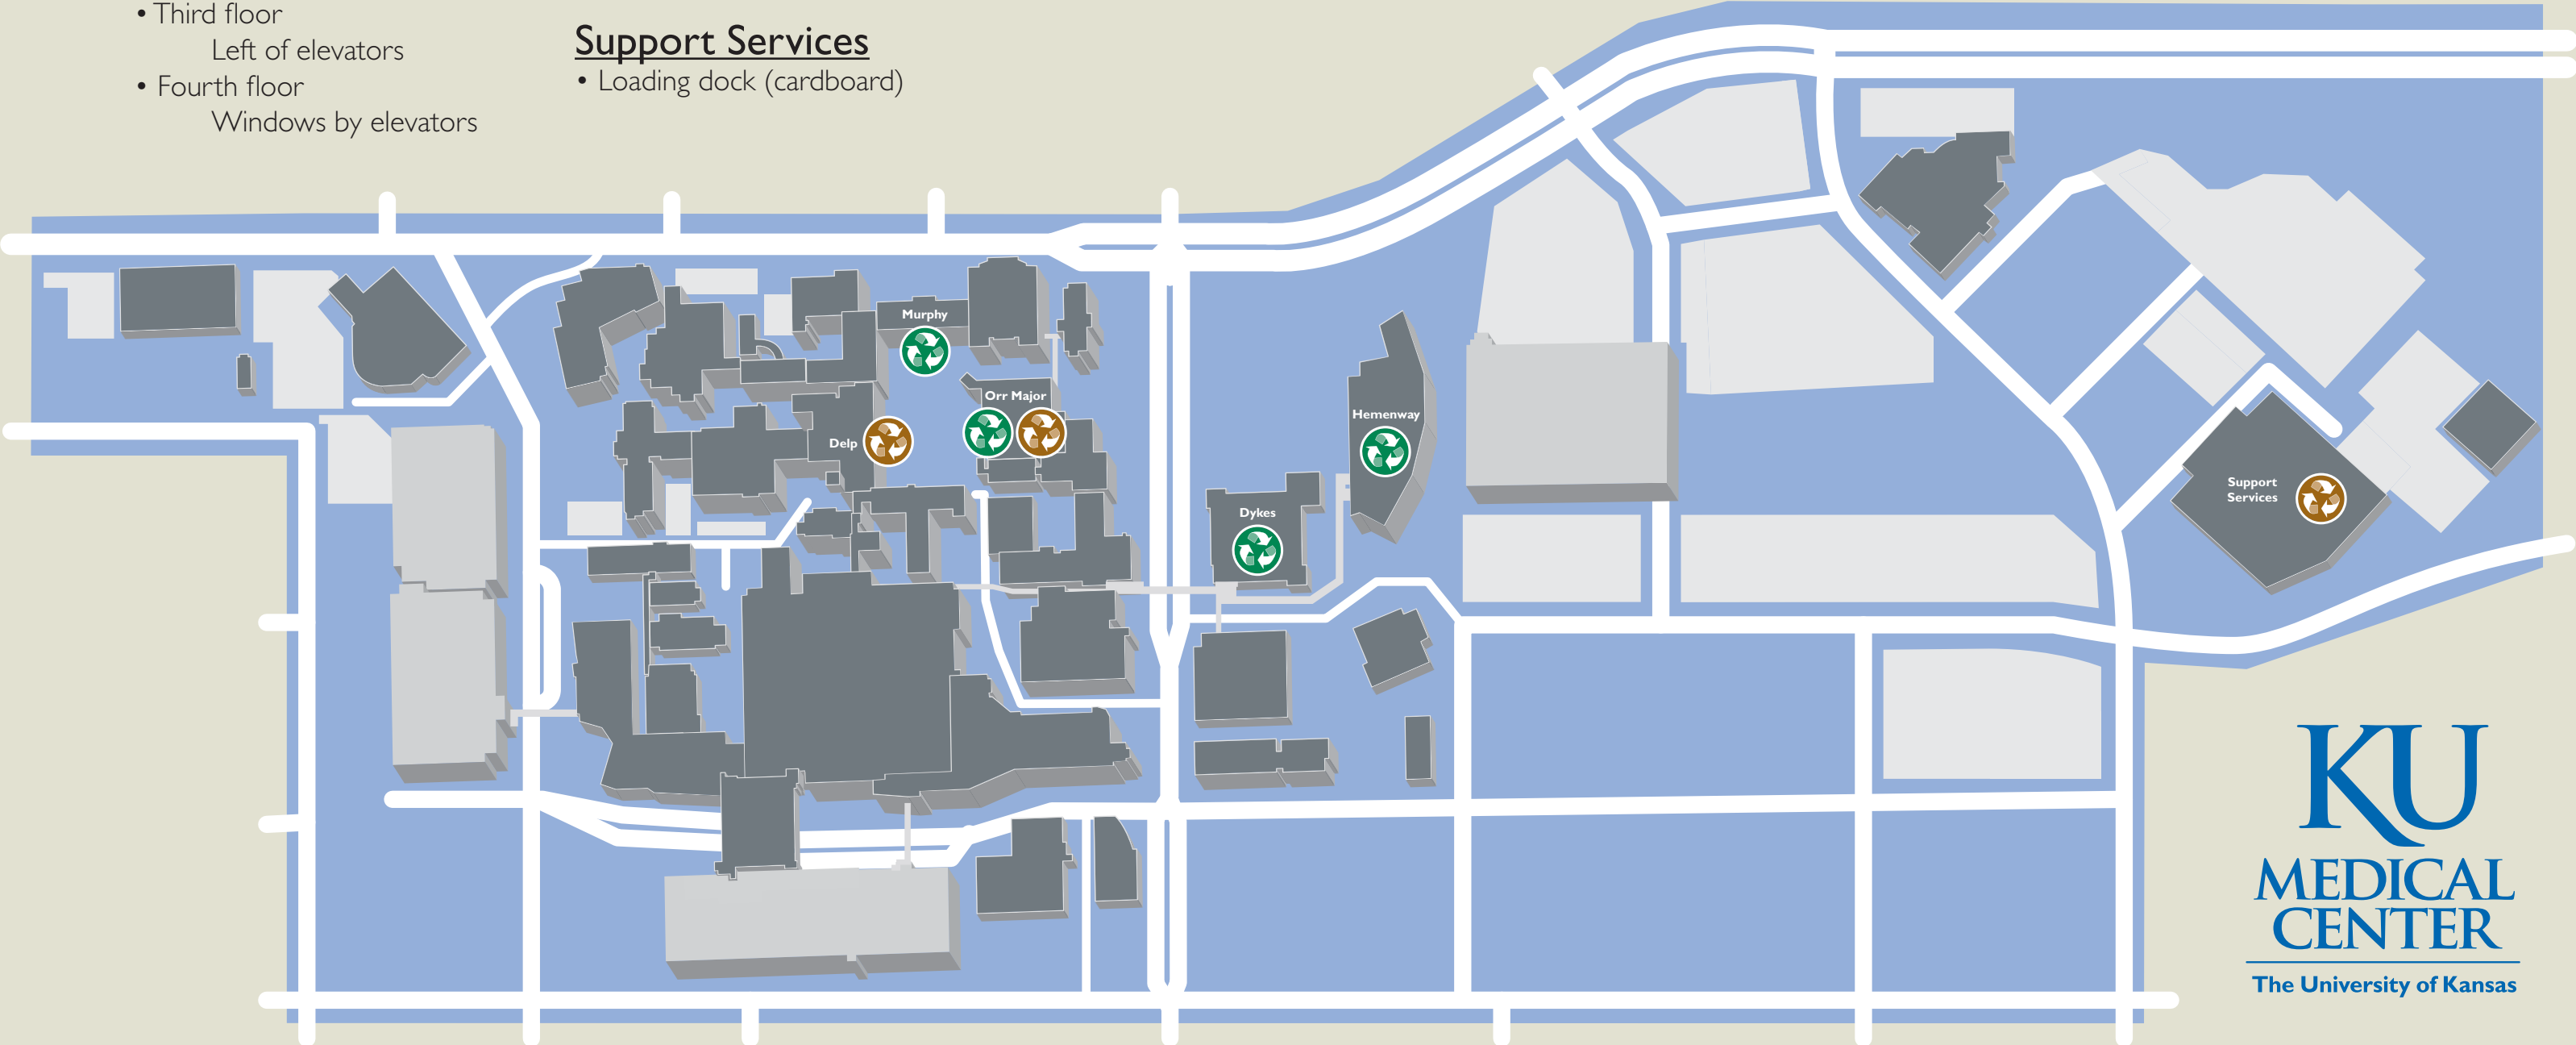 • Third floor
Left of elevators
• Fourth floor
Windows by elevators
Support Services
• Loading dock (cardboard)
Murphy
Orr Major
Delp
Hemenway
Dykes
Support
Services
KU
MEDICAL
CENTER
The University of Kansas